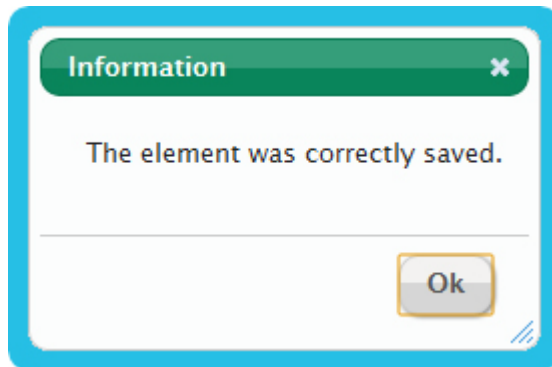 Information
The element was correctly saved.
Ok